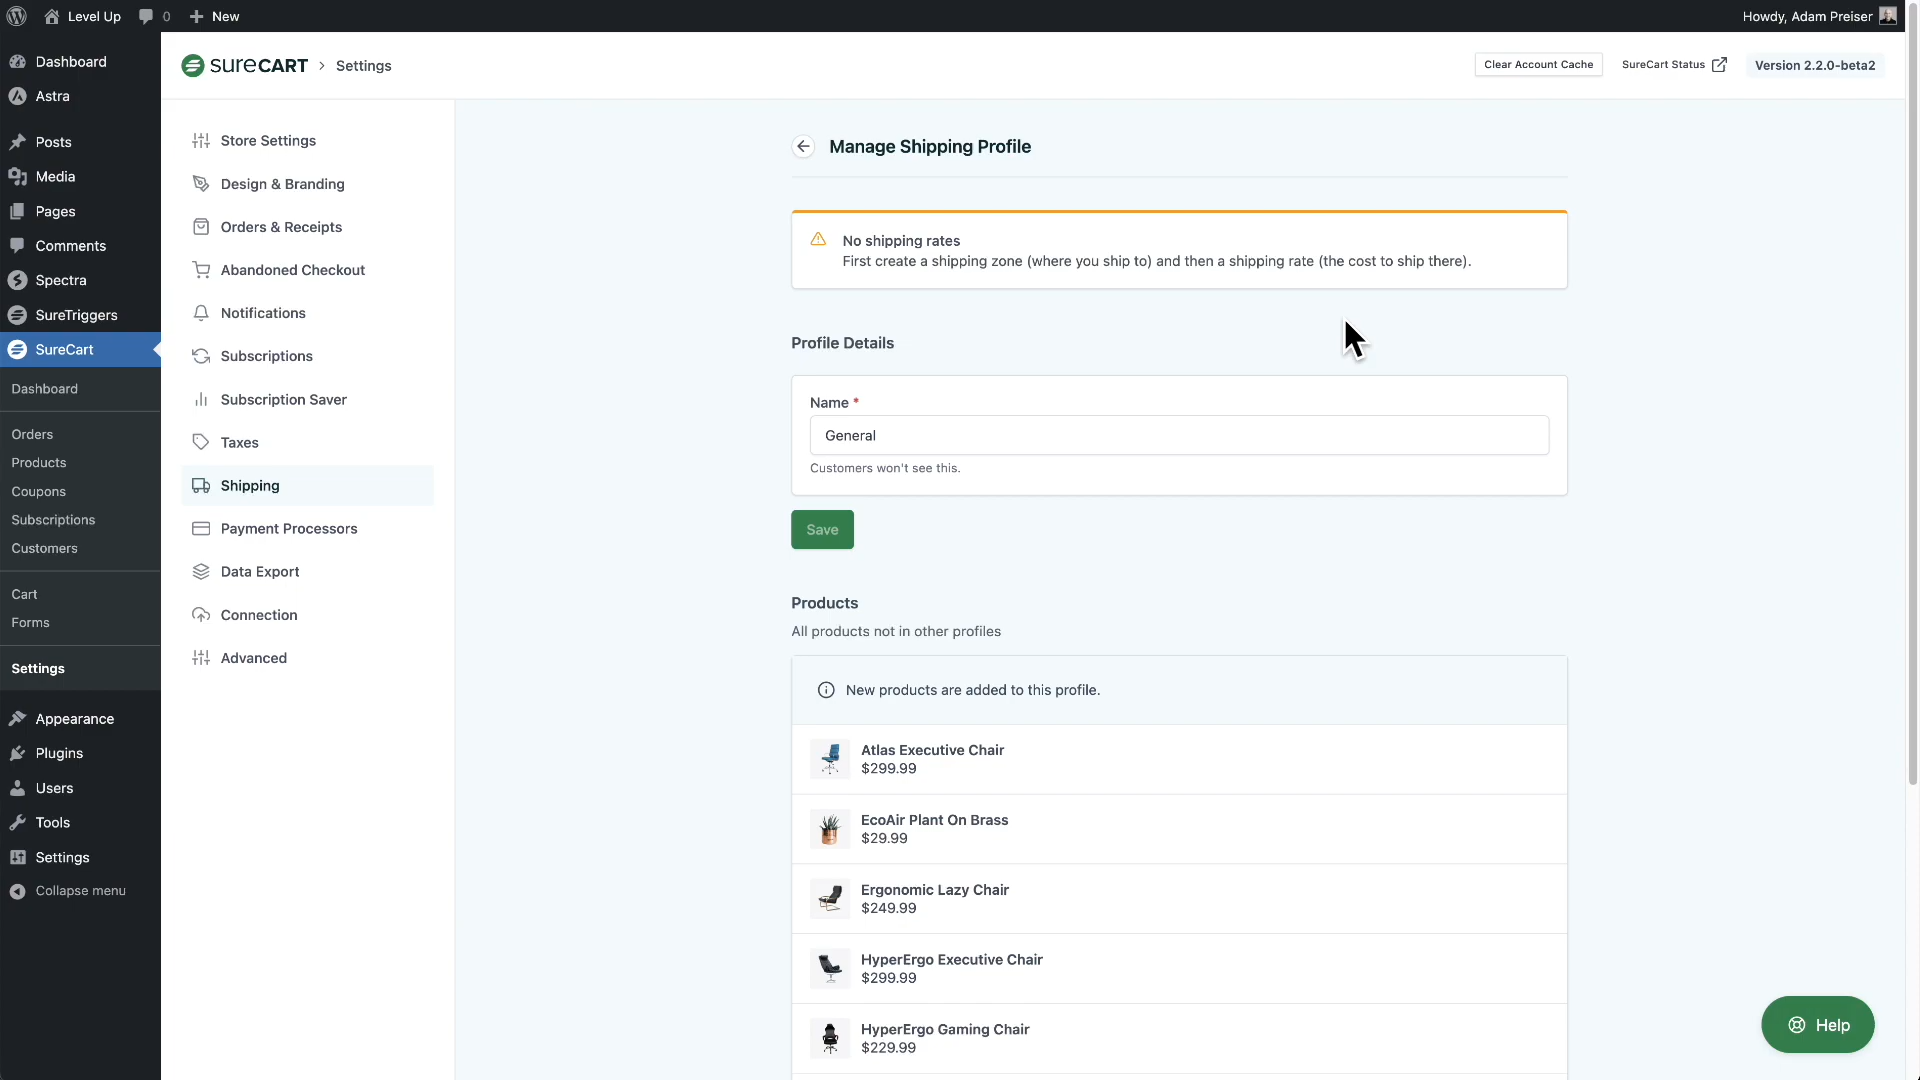 Level Up
0
New
Howdy, Adam Preiser
Dashboard
Astra
Posts
Media
Pages
Comments
Spectra
SureTriggers
SureCart
Dashboard
Orders
Products
Coupons
Subscriptions
Customers
Cart
Forms
Settings
Appearance
Plugins
Users
Tools
Settings
Collapse menu
SURECART
Settings
Clear Account Cache
SureCart Status
Version 2.2.0-beta2
Store Settings
Design & Branding
Orders & Receipts
Abandoned Checkout
Notifications
Subscriptions
Subscription Saver
Taxes
Shipping
Payment Processors
Data Export
Connection
Advanced
Manage Shipping Profile
No shipping rates
First create a shipping zone (where you ship to) and then a shipping rate (the cost to ship there).
Profile Details
Name *
General
Customers won't see this.
Save
Products
All products not in other profiles
New products are added to this profile.
Atlas Executive Chair
$299.99
EcoAir Plant On Brass
$29.99
Ergonomic Lazy Chair
$249.99
HyperErgo Executive Chair
$299.99
HyperErgo Gaming Chair
$229.99
Help